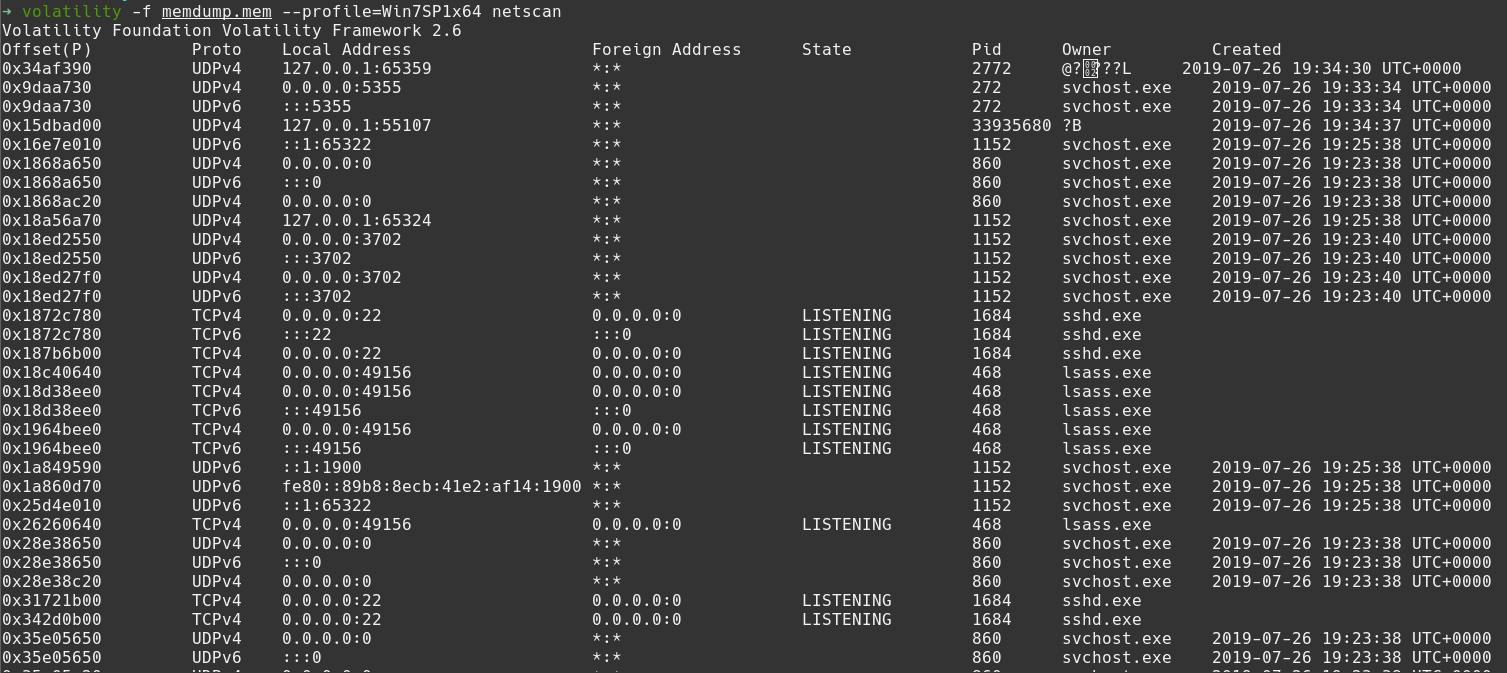 → volatility -f memdump.mem --profile=Win7SP1x64 netscan
Volatility Foundation Volatility Framework 2.6
Offset(P) Proto Local Address Foreign Address State Pid Owner Created
0x34af390 UDPv4 127.0.0.1:65359 *:* 2772 @????L 2019-07-26 19:34:30 UTC+0000
0x9daa730 UDPv4 0.0.0.0:5355 *:* 272 svchost.exe 2019-07-26 19:33:34 UTC+0000
0x9daa730 UDPv6 :::5355 *:* 272 svchost.exe 2019-07-26 19:33:34 UTC+0000
0x15dbad00 UDPv4 127.0.0.1:55107 *:* 33935680 ?B 2019-07-26 19:34:37 UTC+0000
0x16e7e010 UDPv6 ::1:65322 *:* 1152 svchost.exe 2019-07-26 19:25:38 UTC+0000
0x1868a650 UDPv4 0.0.0.0:0 *:* 860 svchost.exe 2019-07-26 19:23:38 UTC+0000
0x1868a650 UDPv6 :::0 *:* 860 svchost.exe 2019-07-26 19:23:38 UTC+0000
0x1868ac20 UDPv4 0.0.0.0:0 *:* 860 svchost.exe 2019-07-26 19:23:38 UTC+0000
0x18a56a70 UDPv4 127.0.0.1:65324 *:* 1152 svchost.exe 2019-07-26 19:25:38 UTC+0000
0x18ed2550 UDPv4 0.0.0.0:3702 *:* 1152 svchost.exe 2019-07-26 19:23:40 UTC+0000
0x18ed2550 UDPv6 :::3702 *:* 1152 svchost.exe 2019-07-26 19:23:40 UTC+0000
0x18ed27f0 UDPv4 0.0.0.0:3702 *:* 1152 svchost.exe 2019-07-26 19:23:40 UTC+0000
0x18ed27f0 UDPv6 :::3702 *:* 1152 svchost.exe 2019-07-26 19:23:40 UTC+0000
0x1872c780 TCPv4 0.0.0.0:22 0.0.0.0:0 LISTENING 1684 sshd.exe
0x1872c780 TCPv6 :::22 :::0 LISTENING 1684 sshd.exe
0x187b6b00 TCPv4 0.0.0.0:22 0.0.0.0:0 LISTENING 1684 sshd.exe
0x18c40640 TCPv4 0.0.0.0:49156 0.0.0.0:0 LISTENING 468 lsass.exe
0x18d38ee0 TCPv4 0.0.0.0:49156 0.0.0.0:0 LISTENING 468 lsass.exe
0x18d38ee0 TCPv6 :::49156 :::0 LISTENING 468 lsass.exe
0x1964bee0 TCPv4 0.0.0.0:49156 0.0.0.0:0 LISTENING 468 lsass.exe
0x1964bee0 TCPv6 :::49156 :::0 LISTENING 468 lsass.exe
0x1a849590 UDPv6 ::1:1900 *:* 1152 svchost.exe 2019-07-26 19:25:38 UTC+0000
0x1a860d70 UDPv6 fe80::89b8:8ecb:41e2:af14:1900 *:* 1152 svchost.exe 2019-07-26 19:25:38 UTC+0000
0x25d4e010 UDPv6 ::1:65322 *:* 1152 svchost.exe 2019-07-26 19:25:38 UTC+0000
0x26260640 TCPv4 0.0.0.0:49156 0.0.0.0:0 LISTENING 468 lsass.exe
0x28e38650 UDPv4 0.0.0.0:0 *:* 860 svchost.exe 2019-07-26 19:23:38 UTC+0000
0x28e38650 UDPv6 :::0 *:* 860 svchost.exe 2019-07-26 19:23:38 UTC+0000
0x28e38c20 UDPv4 0.0.0.0:0 *:* 860 svchost.exe 2019-07-26 19:23:38 UTC+0000
0x31721b00 TCPv4 0.0.0.0:22 0.0.0.0:0 LISTENING 1684 sshd.exe
0x342d0b00 TCPv4 0.0.0.0:22 0.0.0.0:0 LISTENING 1684 sshd.exe
0x35e05650 UDPv4 0.0.0.0:0 *:* 860 svchost.exe 2019-07-26 19:23:38 UTC+0000
0x35e05650 UDPv6 :::0 *:* 860 svchost.exe 2019-07-26 19:23:38 UTC+0000